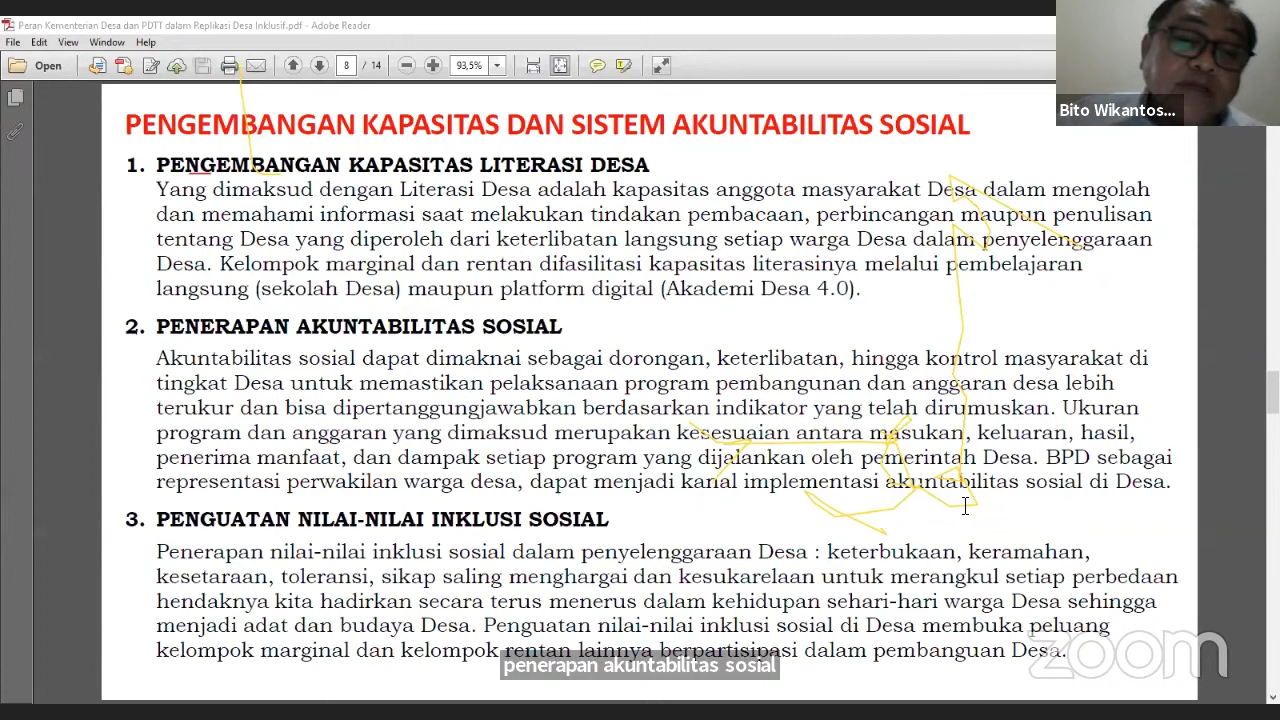 Peran Kementerian Desa dan PDTT dalam Replikasi Desa Inklusif.pdf - Adobe Reader
File Edit View Window Help
Open 8 / 14 93,5%
Bito Wikantos...
PENGEMBANGAN KAPASITAS DAN SISTEM AKUNTABILITAS SOSIAL
1. PENGEMBANGAN KAPASITAS LITERASI DESA
Yang dimaksud dengan Literasi Desa adalah kapasitas anggota masyarakat Desa dalam mengolah
dan memahami informasi saat melakukan tindakan pembacaan, perbincangan maupun penulisan
tentang Desa yang diperoleh dari keterlibatan langsung setiap warga Desa dalam penyelenggaraan
Desa. Kelompok marginal dan rentan difasilitasi kapasitas literasinya melalui pembelajaran
langsung (sekolah Desa) maupun platform digital (Akademi Desa 4.0).
2. PENERAPAN AKUNTABILITAS SOSIAL
Akuntabilitas sosial dapat dimaknai sebagai dorongan, keterlibatan, hingga kontrol masyarakat di
tingkat Desa untuk memastikan pelaksanaan program pembangunan dan anggaran desa lebih
terukur dan bisa dipertanggungjawabkan berdasarkan indikator yang telah dirumuskan. Ukuran
program dan anggaran yang dimaksud merupakan kesesuaian antara masukan, keluaran, hasil,
penerima manfaat, dan dampak setiap program yang dijalankan oleh pemerintah Desa. BPD sebagai
representasi perwakilan warga desa, dapat menjadi kanal implementasi akuntabilitas sosial di Desa.
3. PENGUATAN NILAI-NILAI INKLUSI SOSIAL
Penerapan nilai-nilai inklusi sosial dalam penyelenggaraan Desa : keterbukaan, keramahan,
kesetaraan, toleransi, sikap saling menghargai dan kesukarelaan untuk merangkul setiap perbedaan
hendaknya kita hadirkan secara terus menerus dalam kehidupan sehari-hari warga Desa sehingga
menjadi adat dan budaya Desa. Penguatan nilai-nilai inklusi sosial di Desa membuka peluang
kelompok marginal dan kelompok rentan lainnya berpartisipasi dalam pembanguan Desa.
penerapan akuntabilitas sosial
zoom